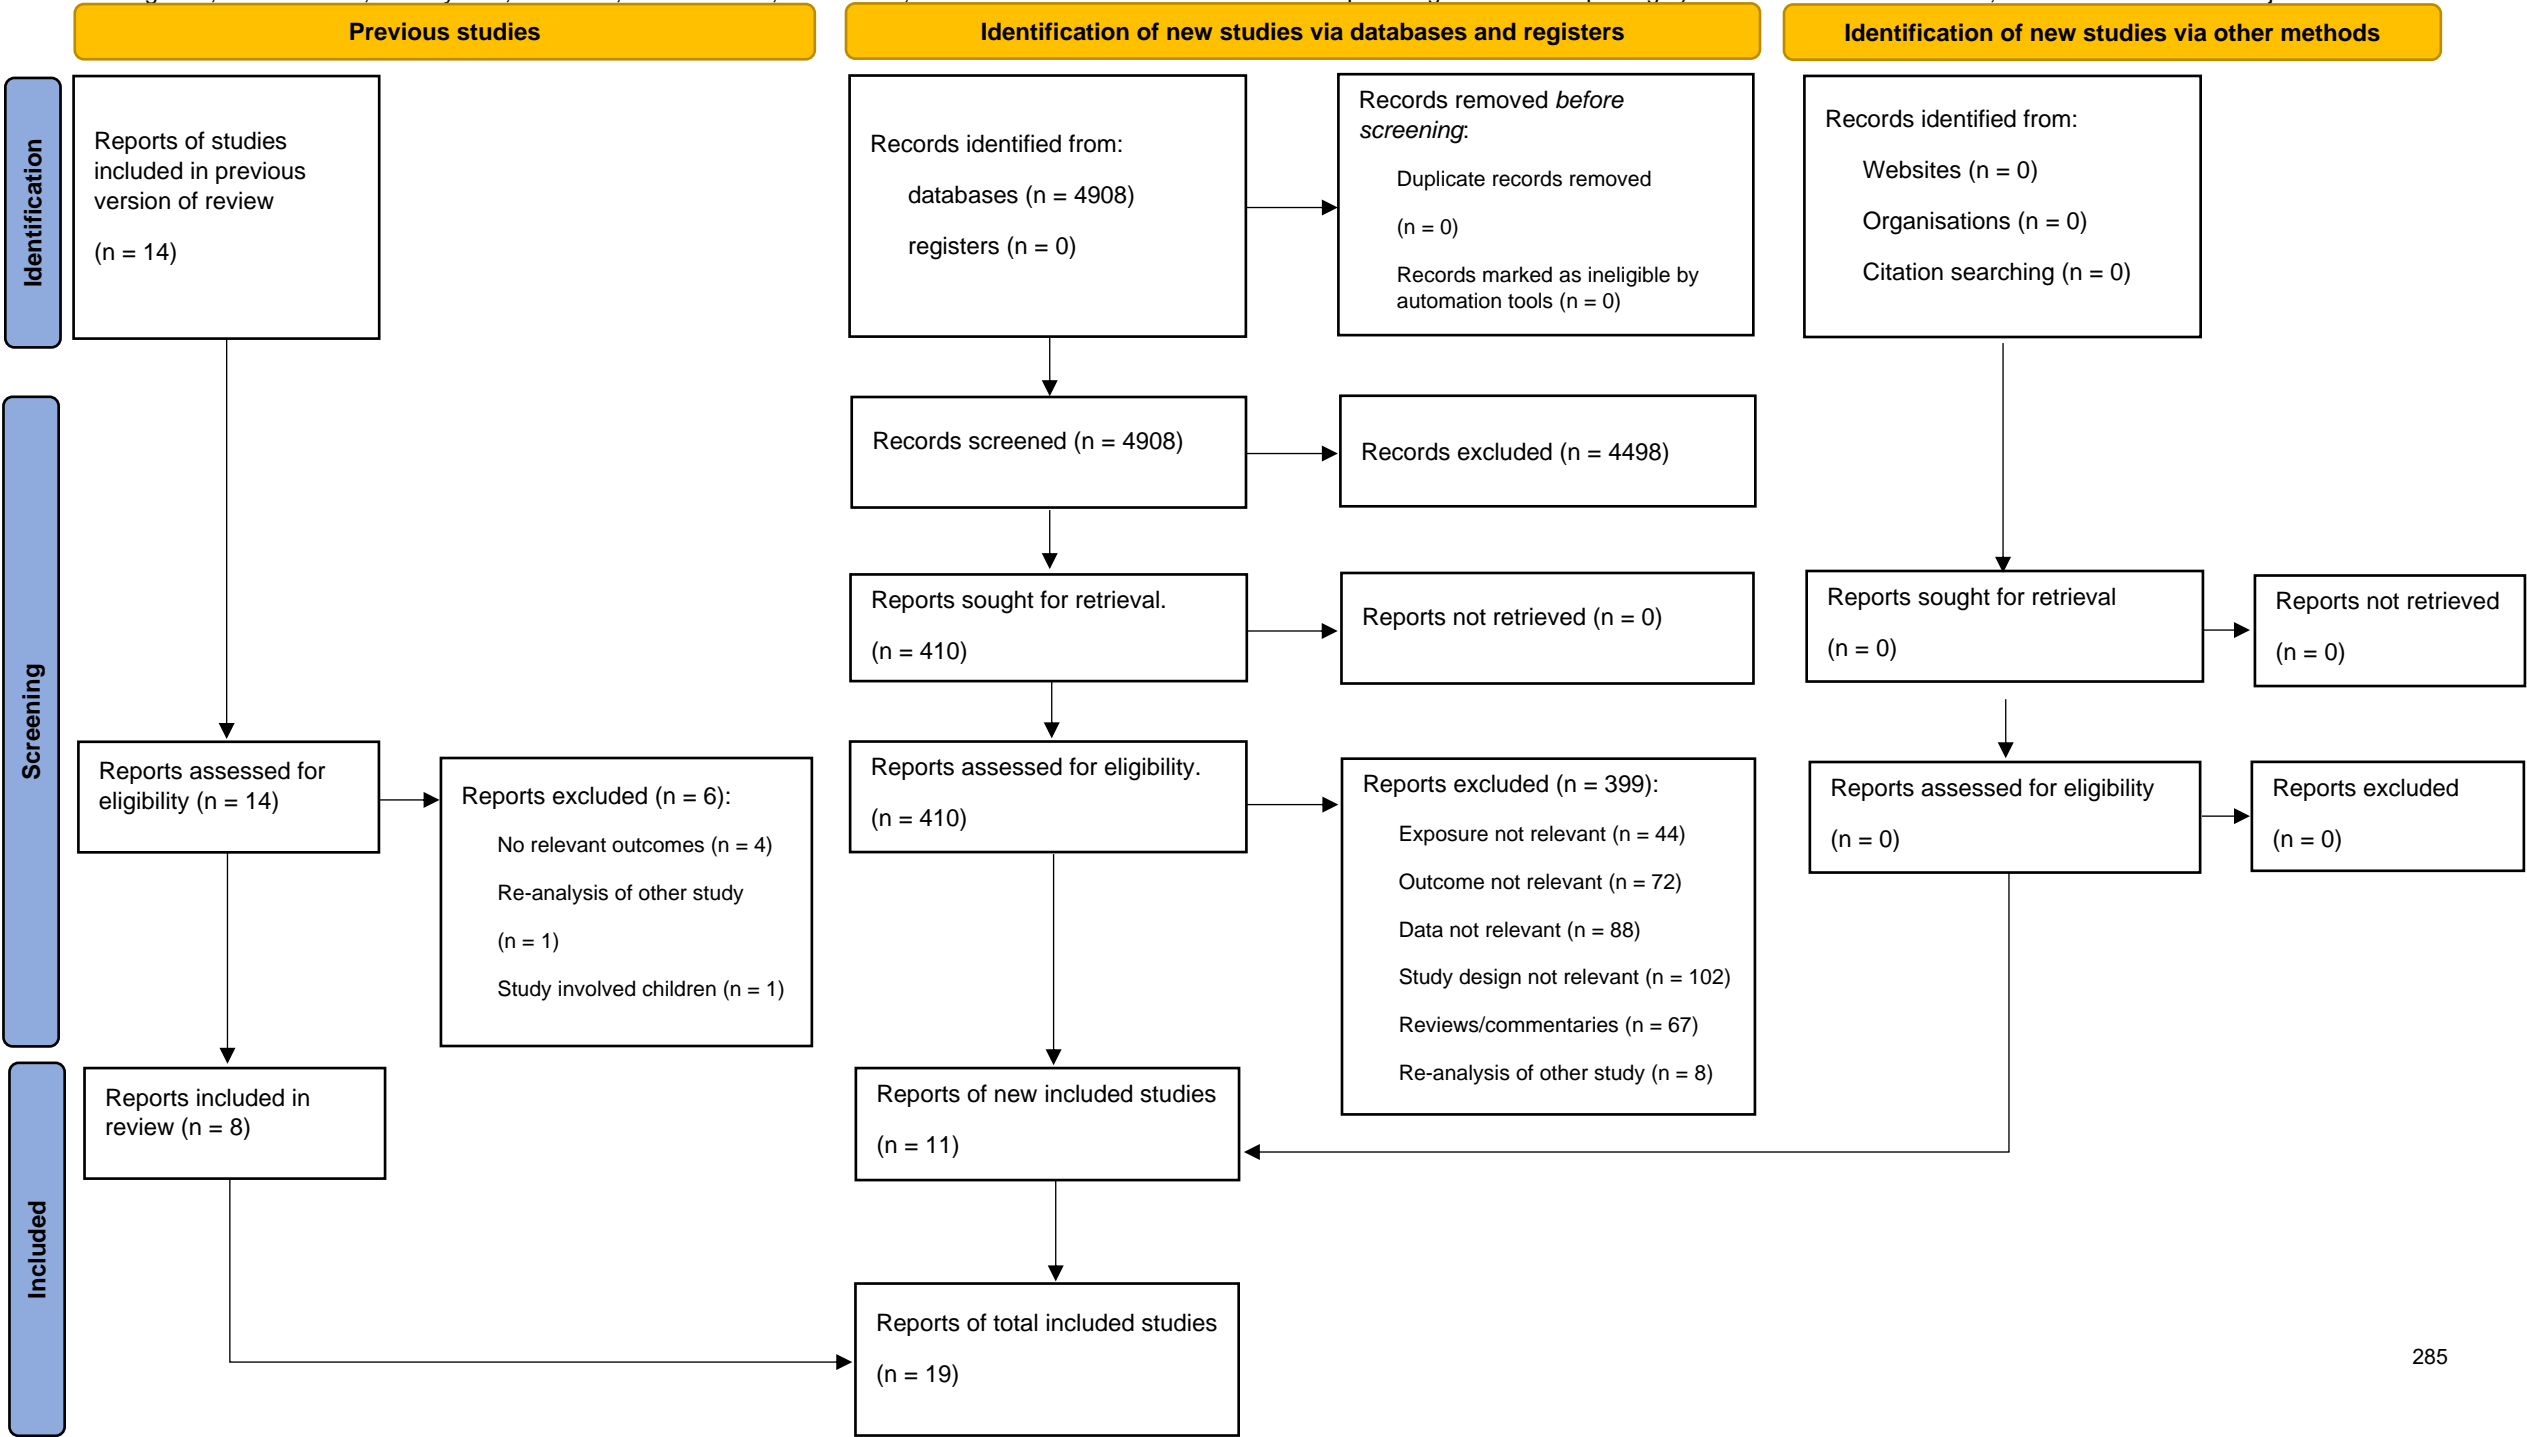 Previous studies
Identification of new studies via databases and registers
Identification of new studies via other methods
Identification
Reports of studies
included in previous
version of review
(n = 14)
Records identified from:
databases (n = 4908)
registers (n = 0)
Records removed before
screening:
Duplicate records removed
(n = 0)
Records marked as ineligible by
automation tools (n = 0)
Records identified from:
Websites (n = 0)
Organisations (n = 0)
Citation searching (n = 0)
Screening
Records screened (n = 4908)
Records excluded (n = 4498)
Reports sought for retrieval.
(n = 410)
Reports not retrieved (n = 0)
Reports sought for retrieval
(n = 0)
Reports not retrieved
(n = 0)
Reports assessed for
eligibility (n = 14)
Reports excluded (n = 6):
No relevant outcomes (n = 4)
Re-analysis of other study
(n = 1)
Study involved children (n = 1)
Reports assessed for eligibility.
(n = 410)
Reports excluded (n = 399):
Exposure not relevant (n = 44)
Outcome not relevant (n = 72)
Data not relevant (n = 88)
Study design not relevant (n = 102)
Reviews/commentaries (n = 67)
Re-analysis of other study (n = 8)
Reports assessed for eligibility
(n = 0)
Reports excluded
(n = 0)
Included
Reports included in
review (n = 8)
Reports of new included studies
(n = 11)
Reports of total included studies
(n = 19)
285